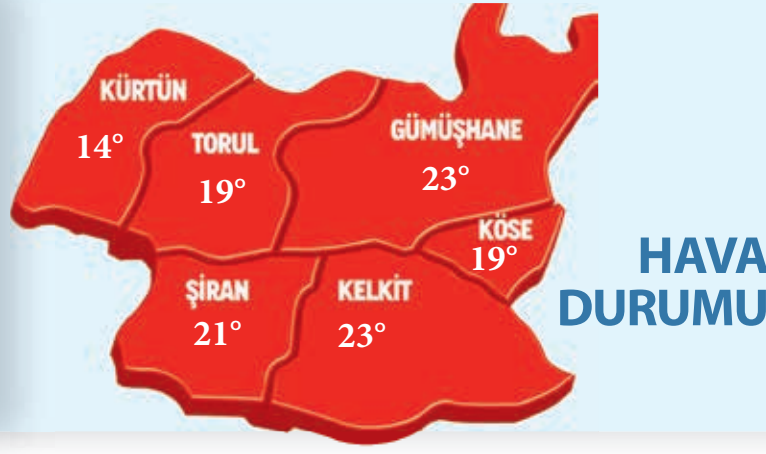 KÜRTÜN
14°
TORUL
19°
GÜMÜŞHANE
23°
KÖSE
19°
ŞİRAN
21°
KELKİT
23°
HAVA
DURUMU